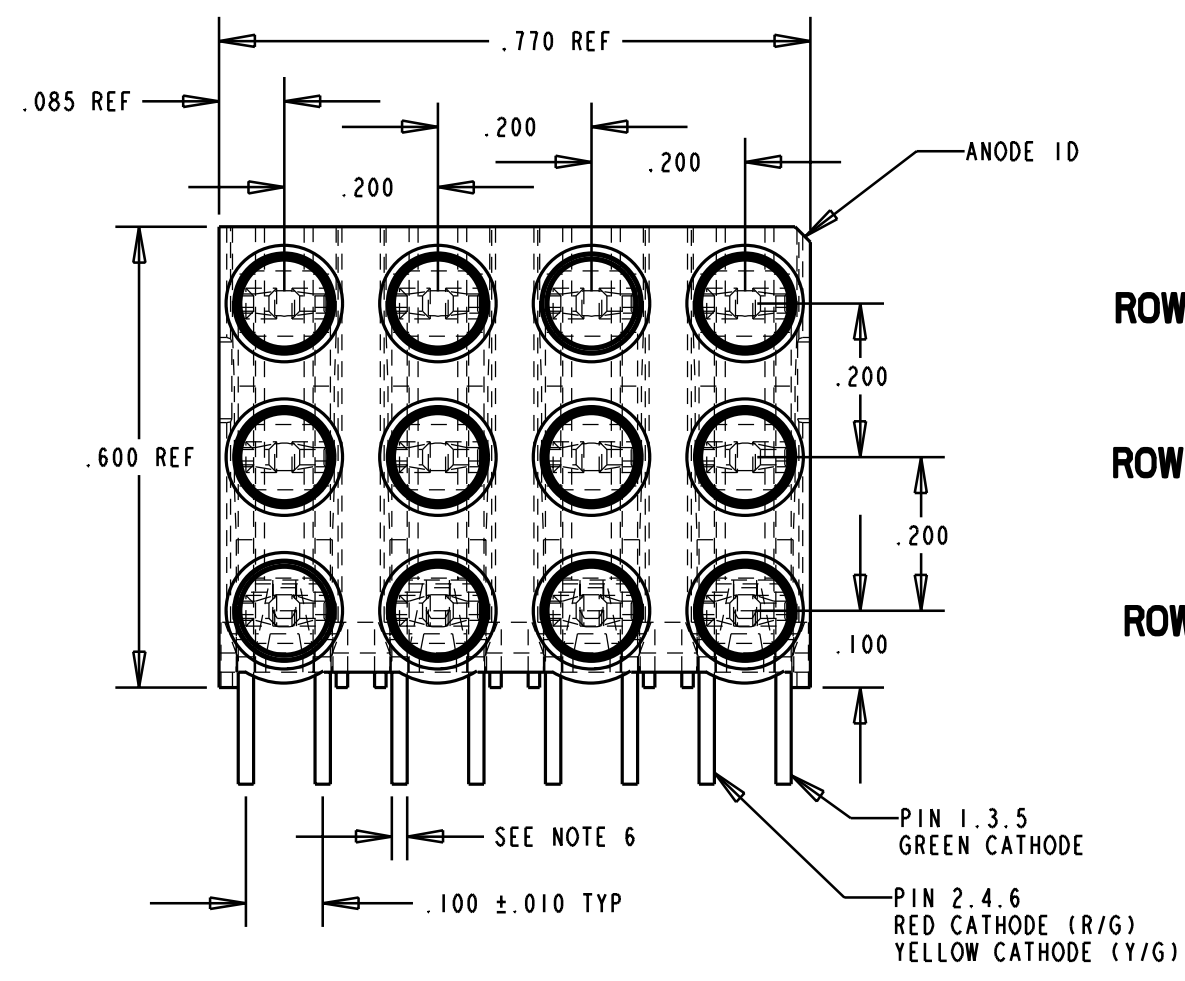 .770 REF
.085 REF
.200
.200
.200
ANODE ID
ROW
.200
.600 REF
ROW
.200
ROW
.100
PIN 1.3.5
GREEN CATHODE
SEE NOTE 6
.100 ±.010 TYP
PIN 2.4.6
RED CATHODE (R/G)
YELLOW CATHODE (Y/G)